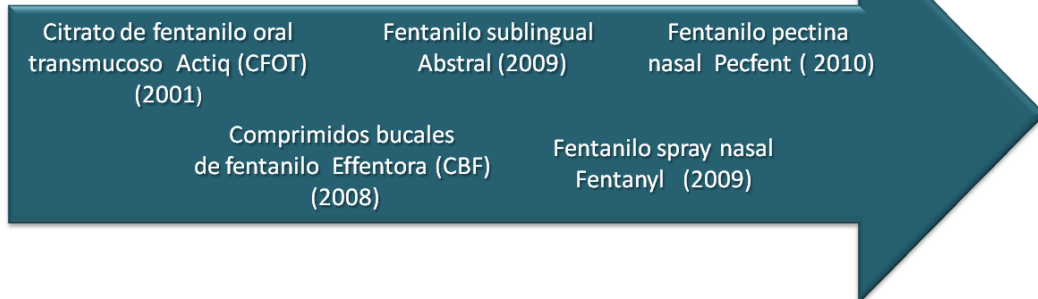 Citrato de fentanilo oral
transmucoso Actiq (CFOT)
(2001)
Comprimidos bucales
de fentanilo Effentora (CBF)
(2008)
Fentanilo sublingual
Abstral (2009)
Fentanilo spray nasal
Fentanyl (2009)
Fentanilo pectina
nasal Pecfent ( 2010)